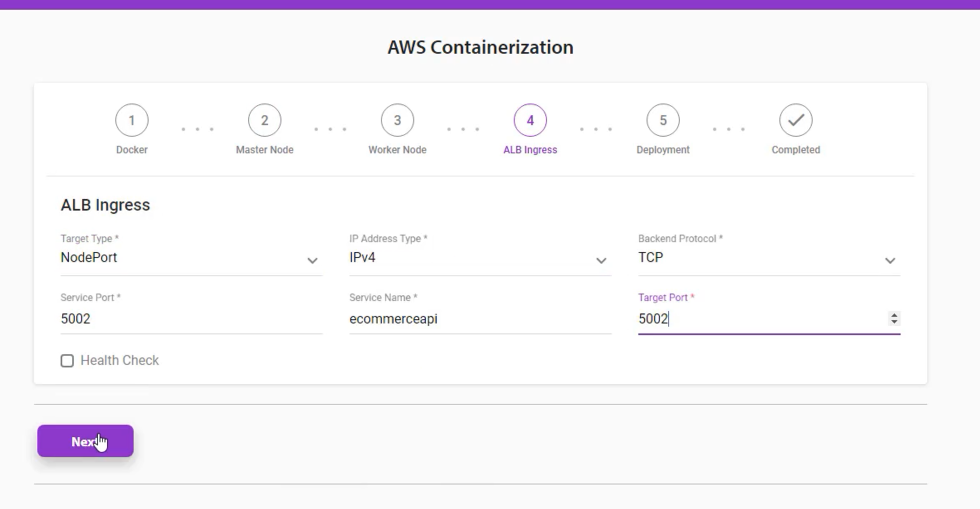 AWS Containerization
1 2 3 4 5
Docker Master Node Worker Node ALB Ingress Deployment Completed
ALB Ingress
Target Type * IP Address Type * Backend Protocol *
NodePort IPv4 TCP
Service Port * Service Name * Target Port *
5002 ecommerceapi 5002
Health Check
Next